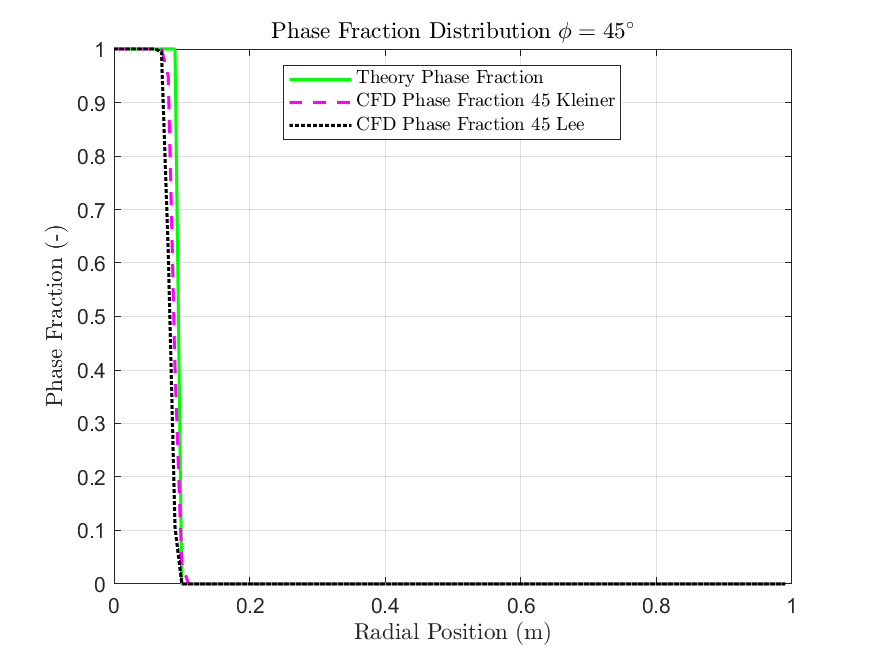 Phase Fraction Distribution ϕ = 45°
Theory Phase Fraction
CFD Phase Fraction 45 Kleiner
CFD Phase Fraction 45 Lee
1
0.9
0.8
0.7
0.6
0.5
0.4
0.3
0.2
0.1
0
Phase Fraction (-)
0 0.2 0.4 0.6 0.8 1
Radial Position (m)